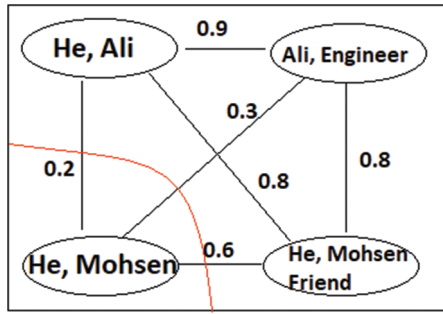 0.9
He, Ali
Ali, Engineer
0.3
0.2
0.8
0.8
He, Mohsen
0.6
He, Mohsen
Friend